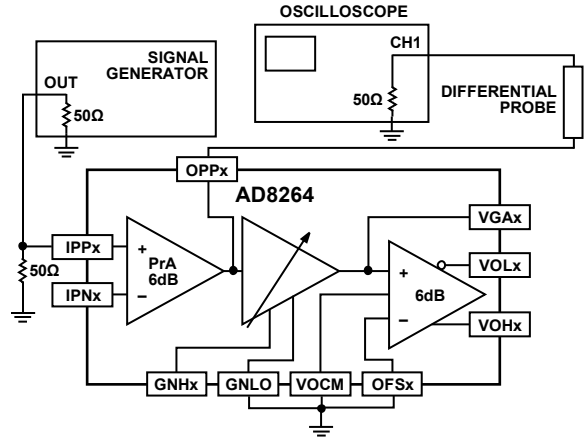 OSCILLOSCOPE
CH1
SIGNAL
GENERATOR
OUT
50Ω
50Ω
DIFFERENTIAL
PROBE
OPPx
AD8264
VGAx
IPPx
+
PrA
6dB
+
VOLx
50Ω
6dB
IPNx
–
–
VOHx
GNHx
GNLO
VOCM
OFSx